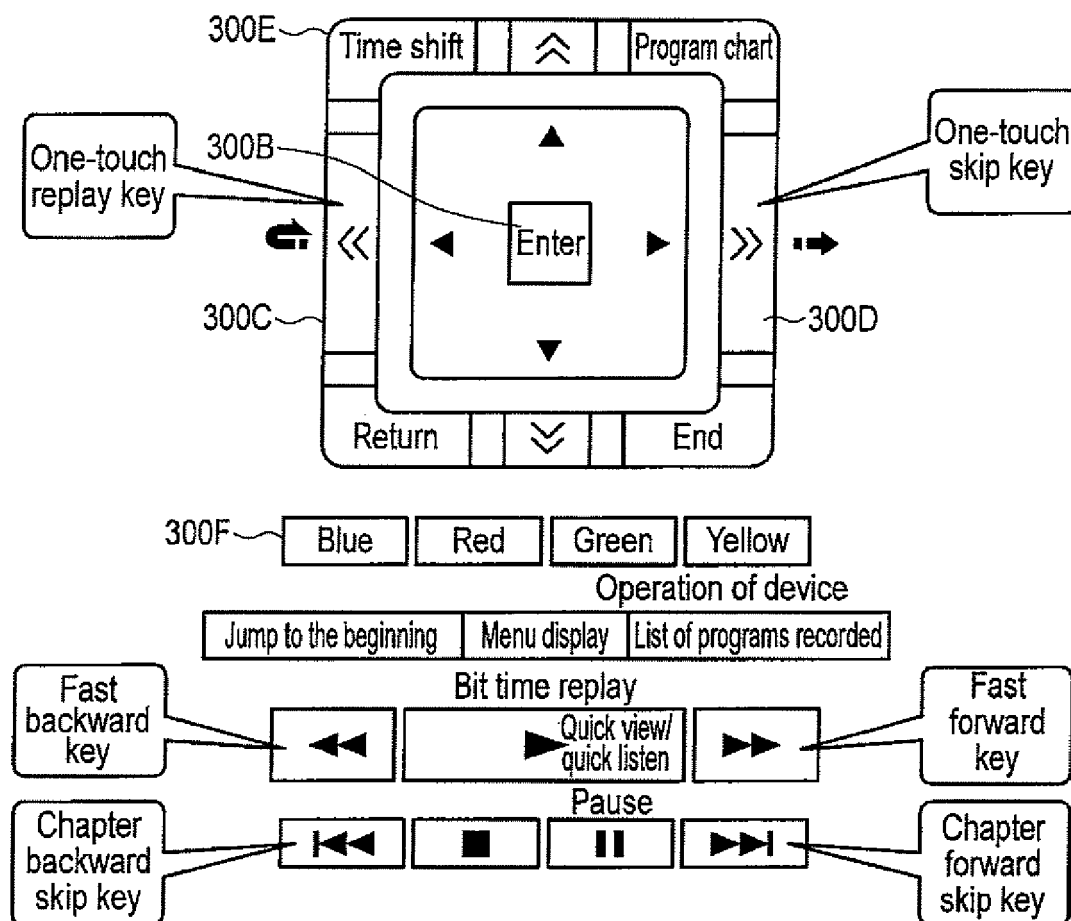 300E
Time shift
Program chart
One-touch
replay key
300B
One-touch
skip key
Enter
300C
300D
Return
End
300F
Blue
Red
Green
Yellow
Operation of device
Jump to the beginning
Menu display
List of programs recorded
Bit time replay
Fast
backward
key
Quick view/
quick listen
Fast
forward
key
Pause
Chapter
backward
skip key
Chapter
forward
skip key